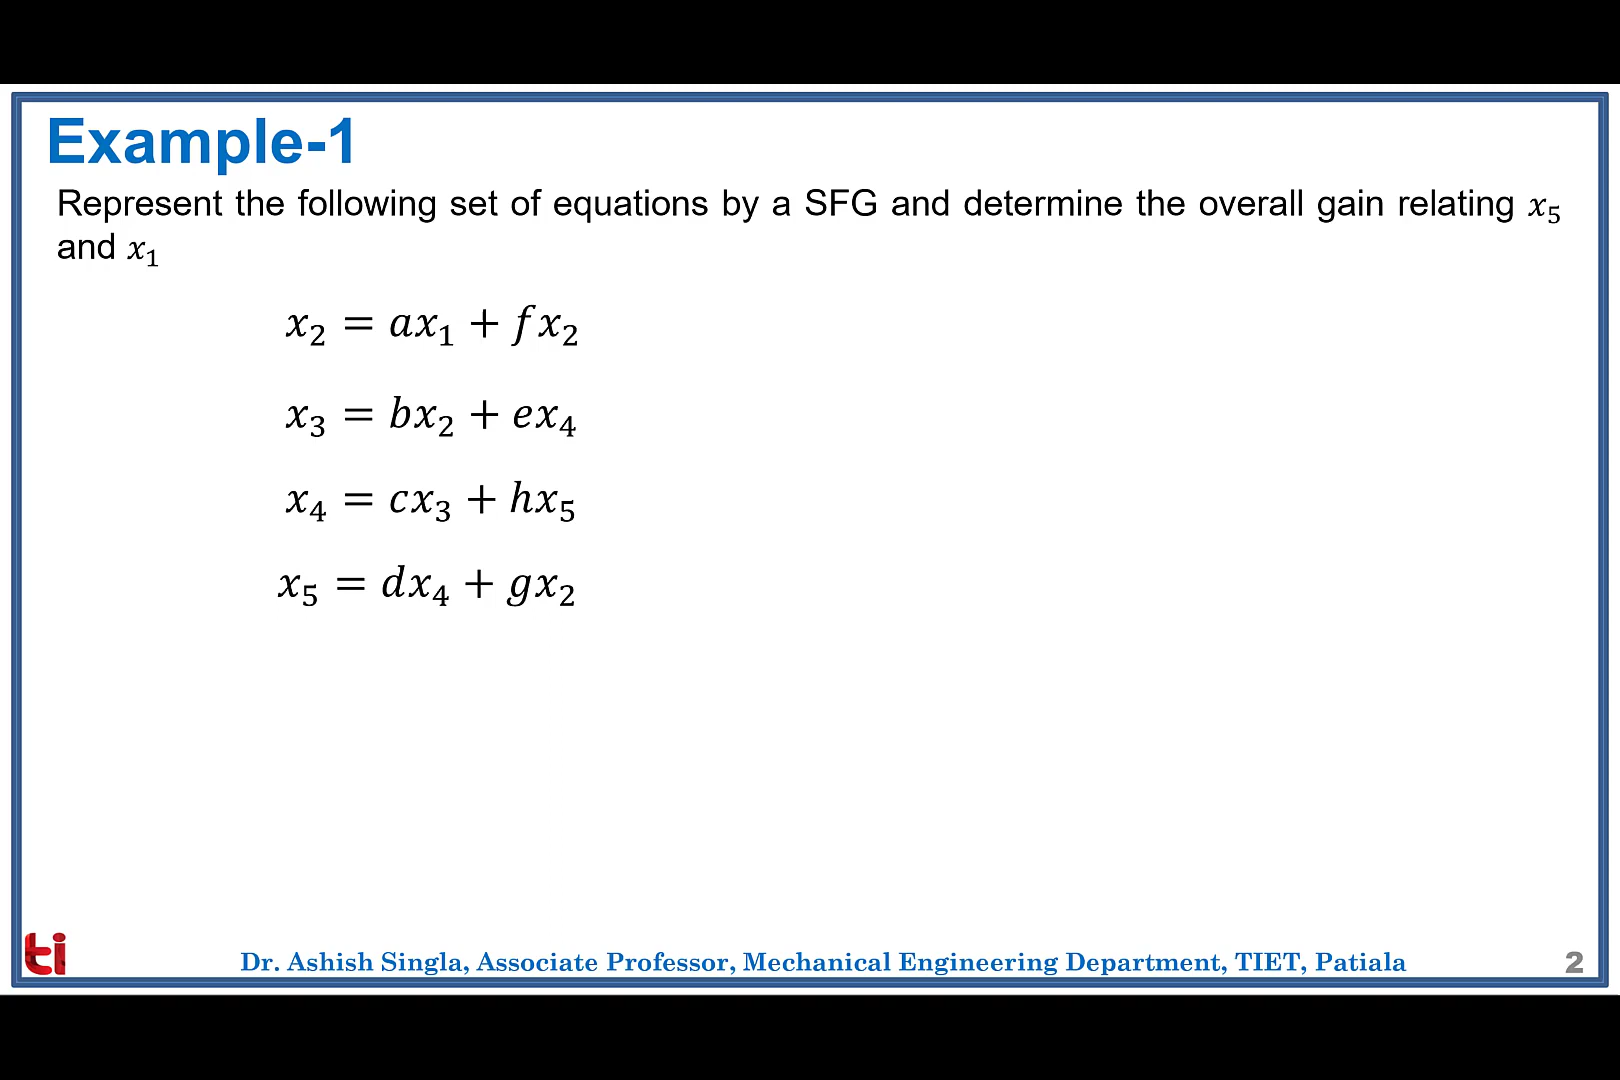 Example-1
Represent the following set of equations by a SFG and determine the overall gain relating x₅
and x₁
x₂ = ax₁ + fx₂
x₃ = bx₂ + ex₄
x₄ = cx₃ + hx₅
x₅ = dx₄ + gx₂
ti
Dr. Ashish Singla, Associate Professor, Mechanical Engineering Department, TIET, Patiala
2